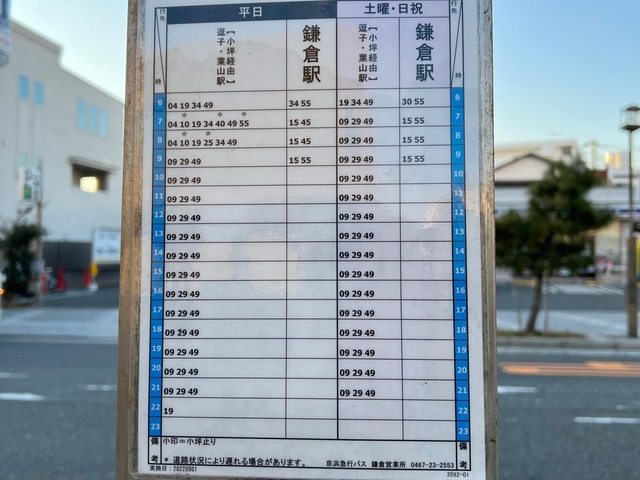 行先 平日 土曜・日祝 行先
【小坪経由】逗子・葉山駅 鎌倉駅 【小坪経由】逗子・葉山駅 鎌倉駅
時 時
6 04 19 34 49 34 55 19 34 49 30 55 6
小 小 小
7 04 10 19 34 40 49 55 15 45 09 29 49 15 55 7
小 小
8 04 10 19 25 34 49 15 45 09 29 49 15 55 8
9 09 29 49 15 55 09 29 49 15 55 9
10 09 29 49 09 29 49 10
11 09 29 49 09 29 49 11
12 09 29 49 09 29 49 12
13 09 29 49 09 29 49 13
14 09 29 49 09 29 49 14
15 09 29 49 09 29 49 15
16 09 29 49 09 29 49 16
17 09 29 49 09 29 49 17
18 09 29 49 09 29 49 18
19 09 29 49 09 29 49 19
20 09 29 49 09 29 49 20
21 09 29 49 09 29 49 21
22 19 22
23 23
備考 小印=小坪止り 備考
* 道路状況により遅れる場合があります。 京浜急行バス 鎌倉営業所 0467-23-2553
実施日:20220901 3592-01